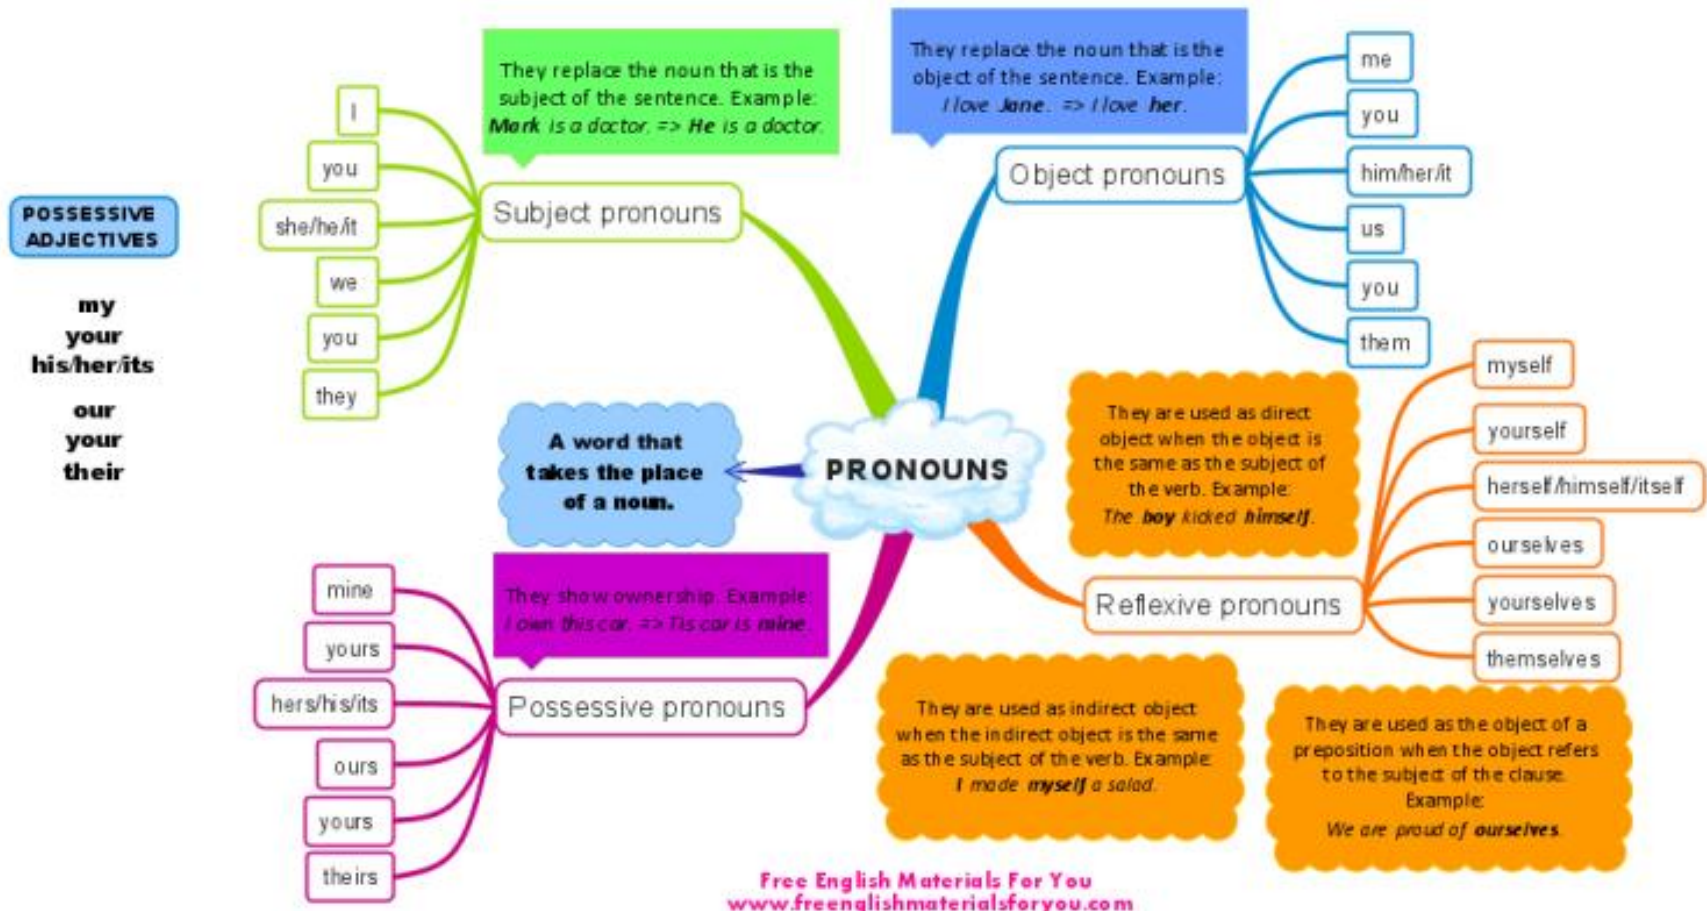 POSSESSIVE
ADJECTIVES
my
your
his/her/its
our
your
their
I
you
she/he/it
we
you
they
They replace the noun that is the
subject of the sentence. Example:
Mark is a doctor. => He is a doctor.
Subject pronouns
They replace the noun that is the
object of the sentence. Example:
I love Jane. => I love her.
Object pronouns
me
you
him/her/it
us
you
them
A word that
takes the place
of a noun.
PRONOUNS
They are used as direct
object when the object is
the same as the subject of
the verb. Example:
The boy kicked himself.
Reflexive pronouns
myself
yourself
herself/himself/itself
ourselves
yourselves
themselves
mine
yours
hers/his/its
ours
yours
theirs
They show ownership. Example:
I own this car. => Tis car is mine.
Possessive pronouns
They are used as indirect object
when the indirect object is the same
as the subject of the verb. Example:
I made myself a salad.
They are used as the object of a
preposition when the object refers
to the subject of the clause.
Example:
We are proud of ourselves.
Free English Materials For You
www.freenglishmaterialsforyou.com